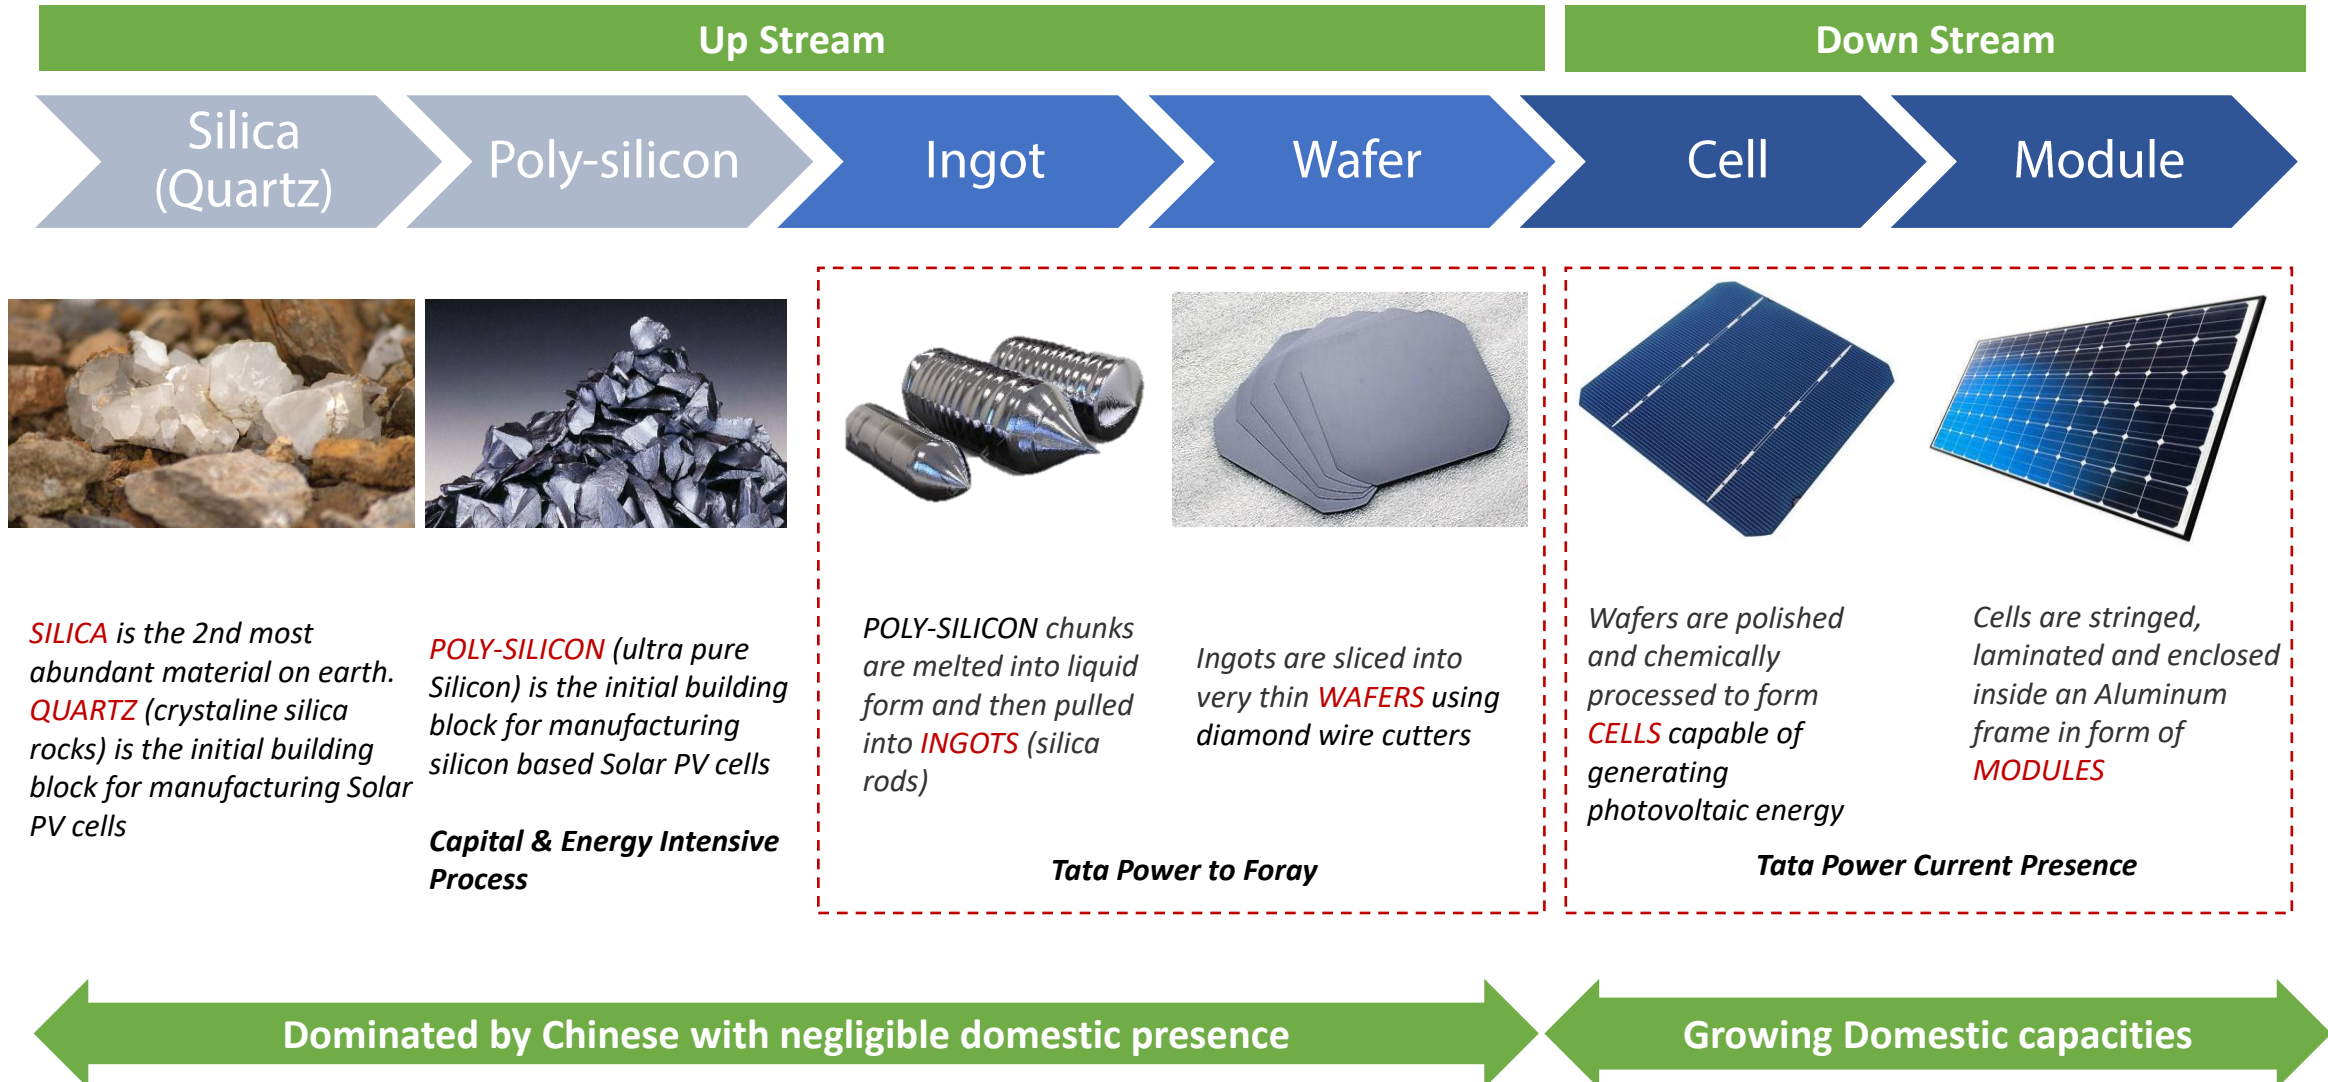 Up Stream
Down Stream
Silica
(Quartz)
Poly-silicon
Ingot
Wafer
Cell
Module
SILICA is the 2nd most
abundant material on earth.
QUARTZ (crystaline silica
rocks) is the initial building
block for manufacturing Solar
PV cells
POLY-SILICON (ultra pure
Silicon) is the initial building
block for manufacturing
silicon based Solar PV cells
Capital & Energy Intensive
Process
POLY-SILICON chunks
are melted into liquid
form and then pulled
into INGOTS (silica
rods)
Ingots are sliced into
very thin WAFERS using
diamond wire cutters
Tata Power to Foray
Wafers are polished
and chemically
processed to form
CELLS capable of
generating
photovoltaic energy
Cells are stringed,
laminated and enclosed
inside an Aluminum
frame in form of
MODULES
Tata Power Current Presence
Dominated by Chinese with negligible domestic presence
Growing Domestic capacities